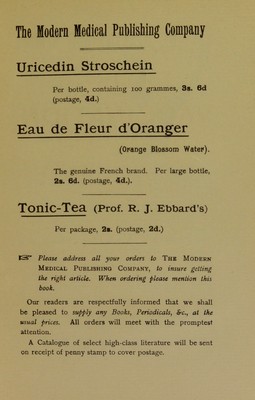 The Modern Medical Publishing Company
Uricedin Stroschein
Per bottle, containing 100 grammes, 3s. 6d
(postage, 4d.)
Eau de Fleur d'Oranger
(Orange Blossom Water).
The genuine French brand. Per large bottle,
2s. 6d. (postage, 4d.).
Tonic-Tea (Prof. R. J. Ebbard's)
Per package, 2s. (postage, 2d.)
☞ Please address all your orders to THE MODERN
MEDICAL PUBLISHING COMPANY, to insure getting
the right article. When ordering please mention this
book.
Our readers are respectfully informed that we shall
be pleased to supply any Books, Periodicals, &c., at the
usual prices. All orders will meet with the promptest
attention.
A Catalogue of select high-class literature will be sent
on receipt of penny stamp to cover postage.